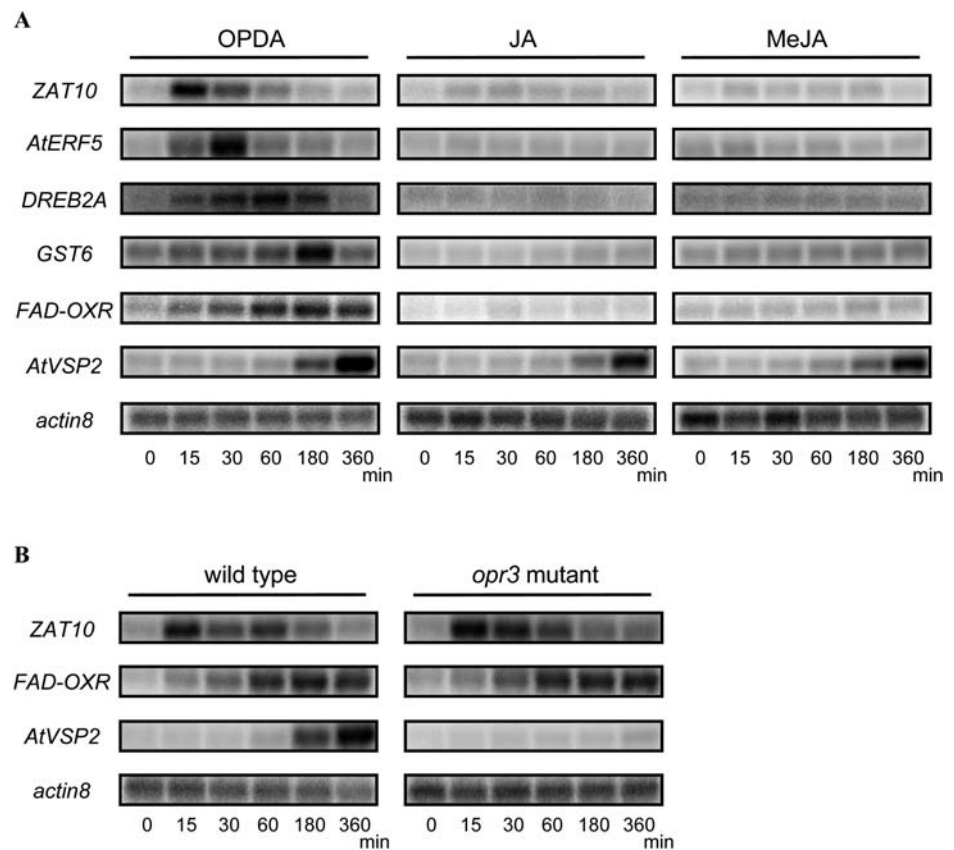 A
OPDA JA MeJA
ZAT10
AtERF5
DREB2A
GST6
FAD-OXR
AtVSP2
actin8
0 15 30 60 180 360 0 15 30 60 180 360 0 15 30 60 180 360
min min min
B
wild type opr3 mutant
ZAT10
FAD-OXR
AtVSP2
actin8
0 15 30 60 180 360 0 15 30 60 180 360
min min